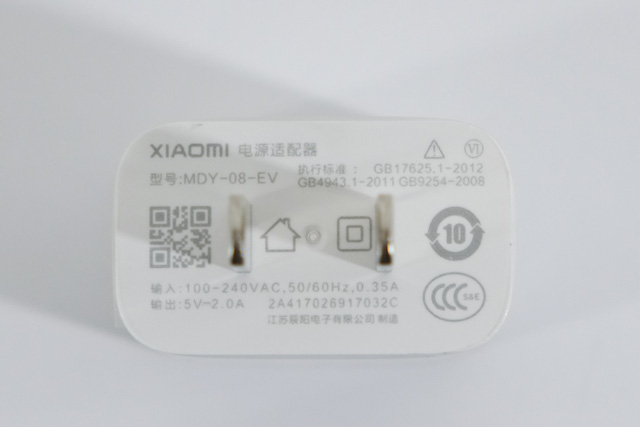 XIAOMI 电源适配器
VI
型号:MDY-08-EV
执行标准: GB17625.1-2012
GB4943.1-2011 GB9254-2008
10
输入:100-240VAC,50/60Hz,0.35A
输出:5V⎓2.0A 2A417026917032C
CCC S&E
江苏辰阳电子有限公司 制造